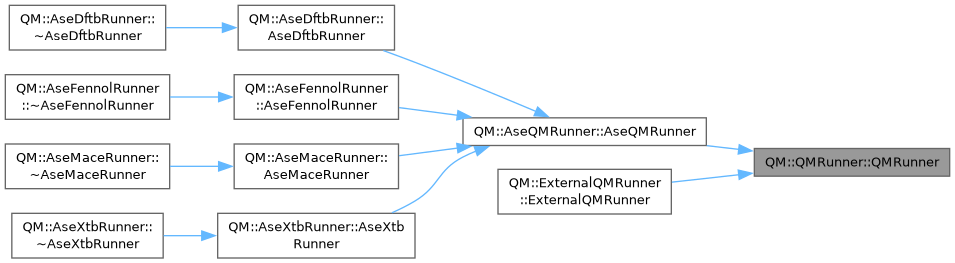 QM::AseDftbRunner::
~AseDftbRunner
QM::AseDftbRunner::
AseDftbRunner
QM::AseFennolRunner
::~AseFennolRunner
QM::AseFennolRunner
::AseFennolRunner
QM::AseQMRunner::AseQMRunner
QM::AseMaceRunner::
~AseMaceRunner
QM::AseMaceRunner::
AseMaceRunner
QM::QMRunner::QMRunner
QM::ExternalQMRunner
::ExternalQMRunner
QM::AseXtbRunner::
~AseXtbRunner
QM::AseXtbRunner::AseXtb
Runner